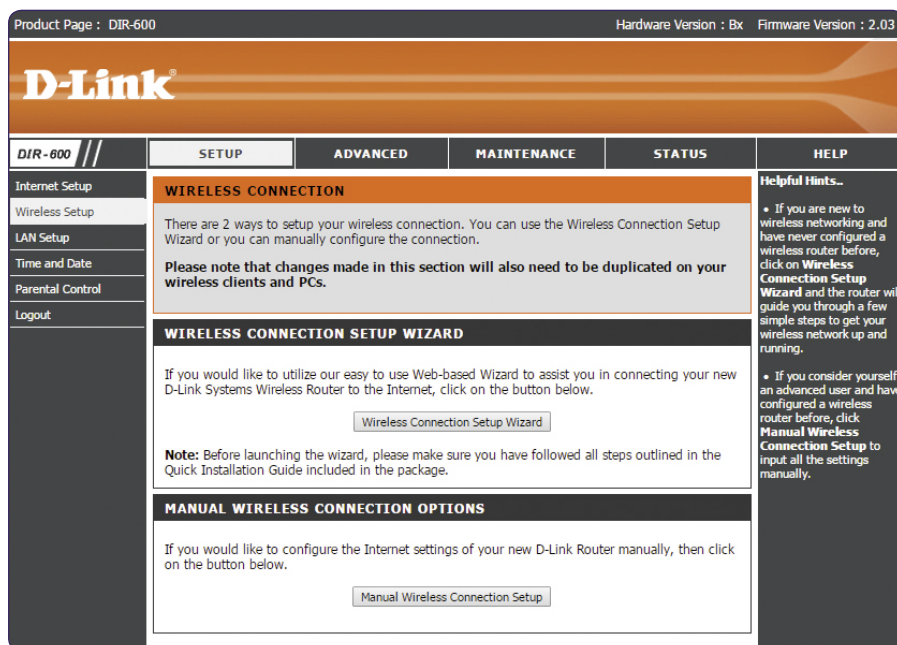 Product Page : DIR-600 Hardware Version : Bx Firmware Version : 2.03
D-Link®
DIR-600 SETUP ADVANCED MAINTENANCE STATUS HELP
Internet Setup
Wireless Setup
LAN Setup
Time and Date
Parental Control
Logout
WIRELESS CONNECTION
There are 2 ways to setup your wireless connection. You can use the Wireless Connection Setup
Wizard or you can manually configure the connection.
Please note that changes made in this section will also need to be duplicated on your
wireless clients and PCs.
WIRELESS CONNECTION SETUP WIZARD
If you would like to utilize our easy to use Web-based Wizard to assist you in connecting your new
D-Link Systems Wireless Router to the Internet, click on the button below.
Wireless Connection Setup Wizard
Note: Before launching the wizard, please make sure you have followed all steps outlined in the
Quick Installation Guide included in the package.
MANUAL WIRELESS CONNECTION OPTIONS
If you would like to configure the Internet settings of your new D-Link Router manually, then click
on the button below.
Manual Wireless Connection Setup
Helpful Hints..
• If you are new to
wireless networking and
have never configured a
wireless router before,
click on Wireless
Connection Setup
Wizard and the router wil
guide you through a few
simple steps to get your
wireless network up and
running.
• If you consider yourself
an advanced user and have
configured a wireless
router before, click
Manual Wireless
Connection Setup to
input all the settings
manually.